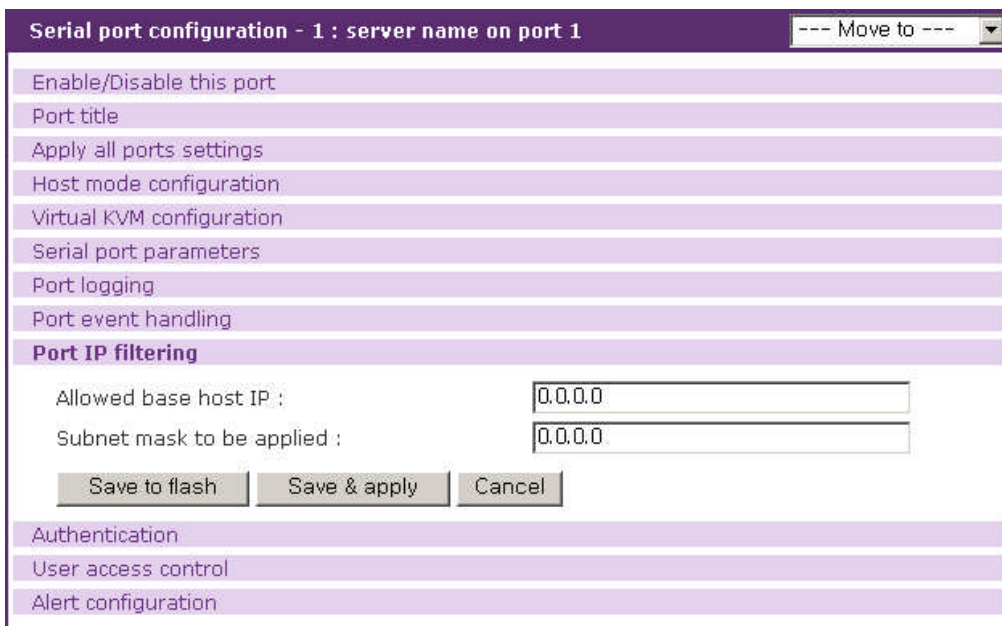 Serial port configuration - 1 : server name on port 1 --- Move to ---
Enable/Disable this port
Port title
Apply all ports settings
Host mode configuration
Virtual KVM configuration
Serial port parameters
Port logging
Port event handling
Port IP filtering
Allowed base host IP : 0.0.0.0
Subnet mask to be applied : 0.0.0.0
Save to flash Save & apply Cancel
Authentication
User access control
Alert configuration